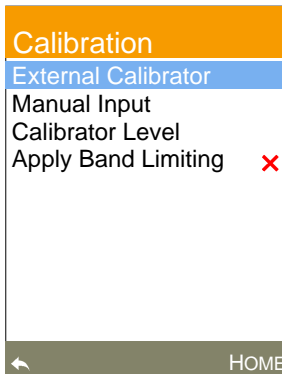 Calibration
External Calibrator
Manual Input
Calibrator Level
Apply Band Limiting
HOME